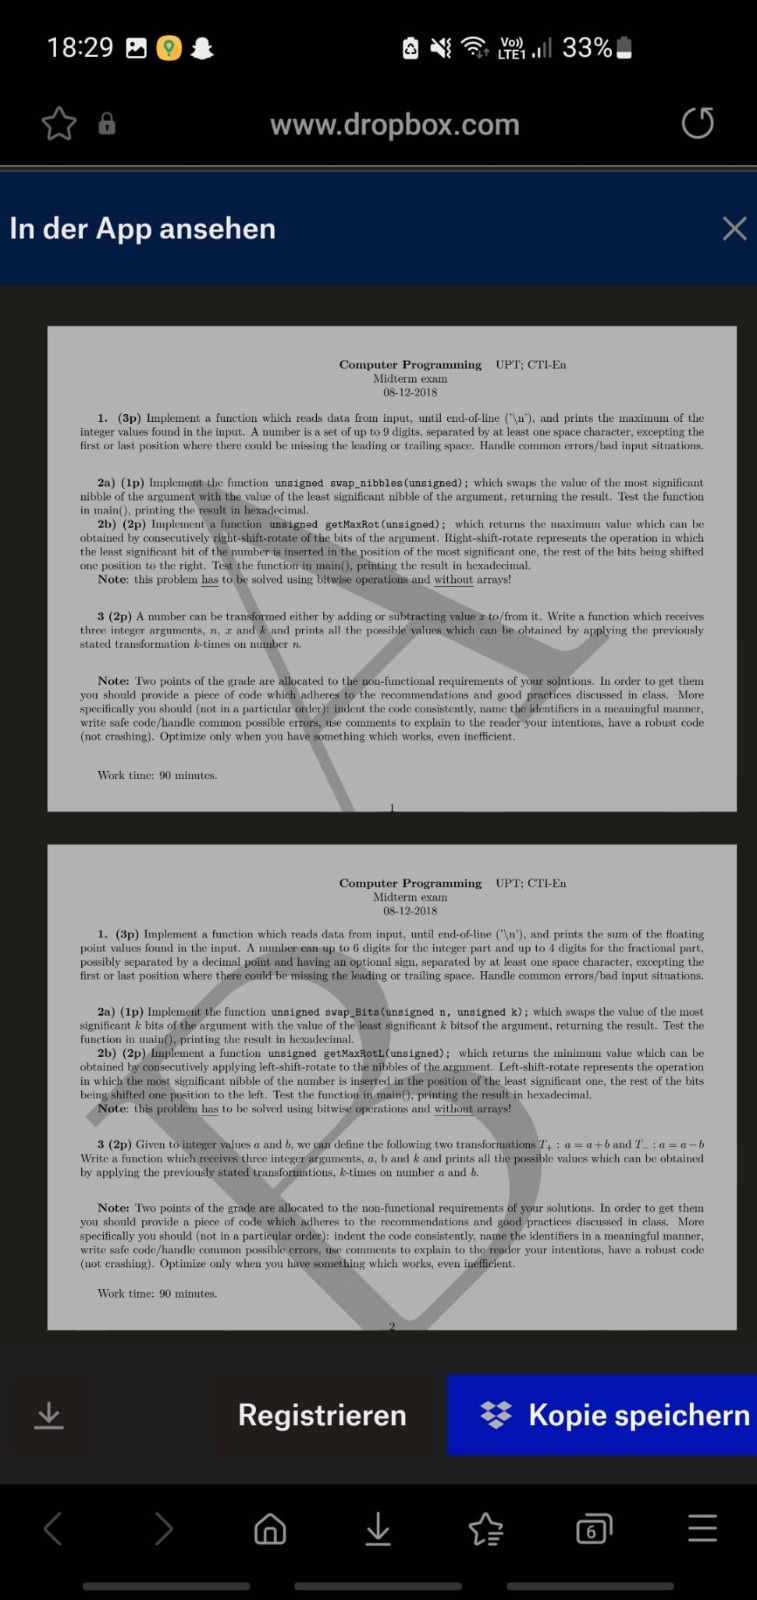 18:29
Vo))
LTE1
33%
www.dropbox.com
In der App ansehen
Computer Programming UPT; CTI-En
Midterm exam
08-12-2018
1. (3p) Implement a function which reads data from input, until end-of-line ('\n'), and prints the maximum of the
integer values found in the input. A number is a set of up to 9 digits, separated by at least one space character, excepting the
first or last position where there could be missing the leading or trailing space. Handle common errors/bad input situations.
2a) (1p) Implement the function unsigned swap_nibbles(unsigned); which swaps the value of the most significant
nibble of the argument with the value of the least significant nibble of the argument, returning the result. Test the function
in main(), printing the result in hexadecimal.
2b) (2p) Implement a function unsigned getMaxRot(unsigned); which returns the maximum value which can be
obtained by consecutively right-shift-rotate of the bits of the argument. Right-shift-rotate represents the operation in which
the least significant bit of the number is inserted in the position of the most significant one, the rest of the bits being shifted
one position to the right. Test the function in main(), printing the result in hexadecimal.
Note: this problem has to be solved using bitwise operations and without arrays!
3 (2p) A number can be transformed either by adding or subtracting value x to/from it. Write a function which receives
three integer arguments, n, x and k and prints all the possible values which can be obtained by applying the previously
stated transformation k-times on number n.
Note: Two points of the grade are allocated to the non-functional requirements of your solutions. In order to get them
you should provide a piece of code which adheres to the recommendations and good practices discussed in class. More
specifically you should (not in a particular order): indent the code consistently, name the identifiers in a meaningful manner,
write safe code/handle common possible errors, use comments to explain to the reader your intentions, have a robust code
(not crashing). Optimize only when you have something which works, even inefficient.
Work time: 90 minutes.
1
A
Computer Programming UPT; CTI-En
Midterm exam
08-12-2018
1. (3p) Implement a function which reads data from input, until end-of-line ('\n'), and prints the sum of the floating
point values found in the input. A number can up to 6 digits for the integer part and up to 4 digits for the fractional part,
possibly separated by a decimal point and having an optional sign, separated by at least one space character, excepting the
first or last position where there could be missing the leading or trailing space. Handle common errors/bad input situations.
2a) (1p) Implement the function unsigned swap_Bits(unsigned n, unsigned k); which swaps the value of the most
significant k bits of the argument with the value of the least significant k bitsof the argument, returning the result. Test the
function in main(), printing the result in hexadecimal.
2b) (2p) Implement a function unsigned getMaxRotL(unsigned); which returns the minimum value which can be
obtained by consecutively applying left-shift-rotate to the nibbles of the argument. Left-shift-rotate represents the operation
in which the most significant nibble of the number is inserted in the position of the least significant one, the rest of the bits
being shifted one position to the left. Test the function in main(), printing the result in hexadecimal.
Note: this problem has to be solved using bitwise operations and without arrays!
3 (2p) Given to integer values a and b, we can define the following two transformations T₊ : a = a + b and T₋ : a = a − b
Write a function which receives three integer arguments, a, b and k and prints all the possible values which can be obtained
by applying the previously stated transformations, k-times on number a and b.
Note: Two points of the grade are allocated to the non-functional requirements of your solutions. In order to get them
you should provide a piece of code which adheres to the recommendations and good practices discussed in class. More
specifically you should (not in a particular order): indent the code consistently, name the identifiers in a meaningful manner,
write safe code/handle common possible errors, use comments to explain to the reader your intentions, have a robust code
(not crashing). Optimize only when you have something which works, even inefficient.
Work time: 90 minutes.
2
B
Registrieren
Kopie speichern
6